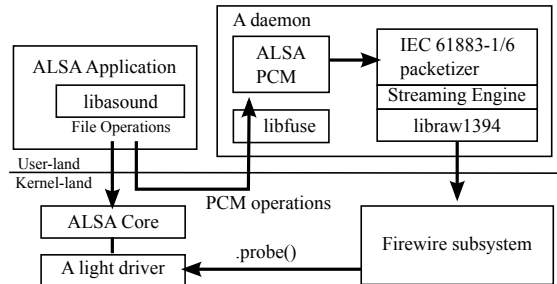 A daemon
ALSA Application
libasound
File Operations
ALSA
PCM
libfuse
IEC 61883-1/6
packetizer
Streaming Engine
libraw1394
User-land
Kernel-land
PCM operations
ALSA Core
A light driver
.probe()
Firewire subsystem